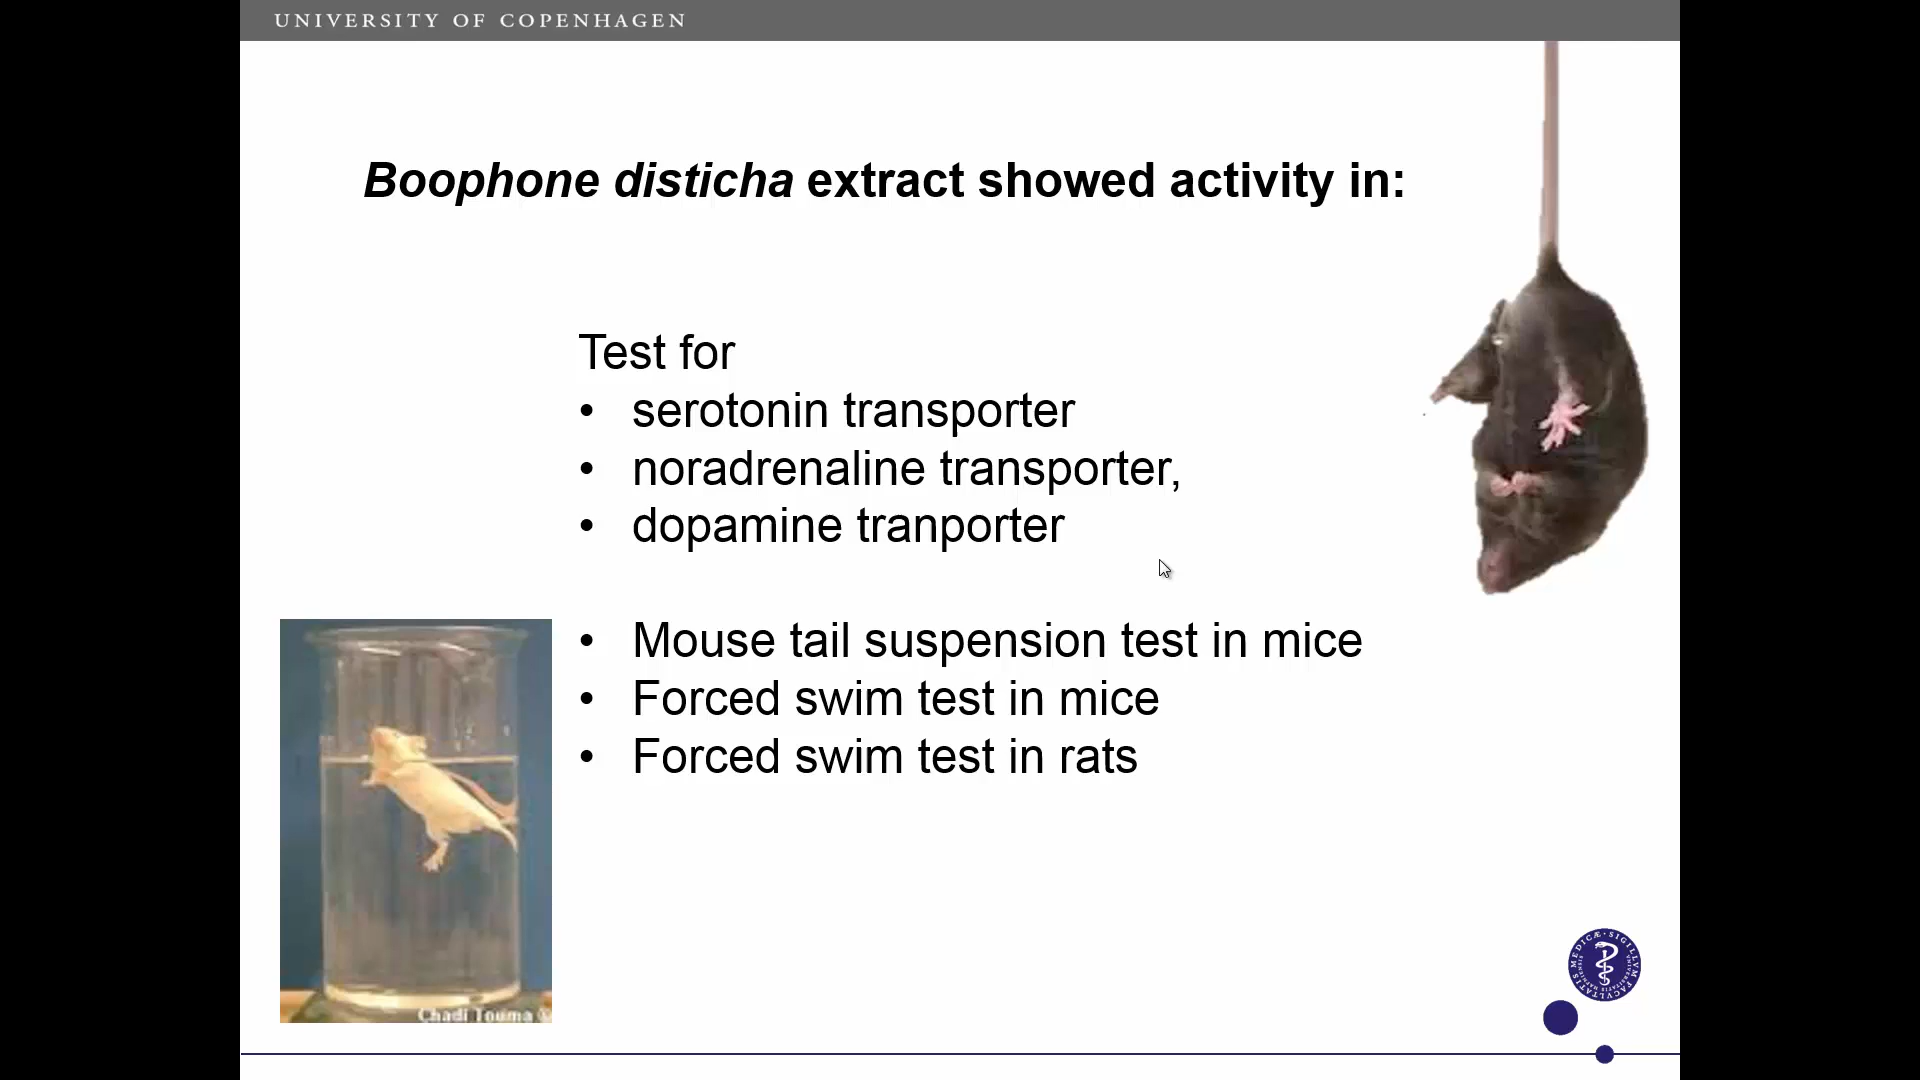 UNIVERSITY OF COPENHAGEN
Boophone disticha extract showed activity in:
Test for
• serotonin transporter
• noradrenaline transporter,
• dopamine tranporter
• Mouse tail suspension test in mice
• Forced swim test in mice
• Forced swim test in rats
Chadi Touma ©